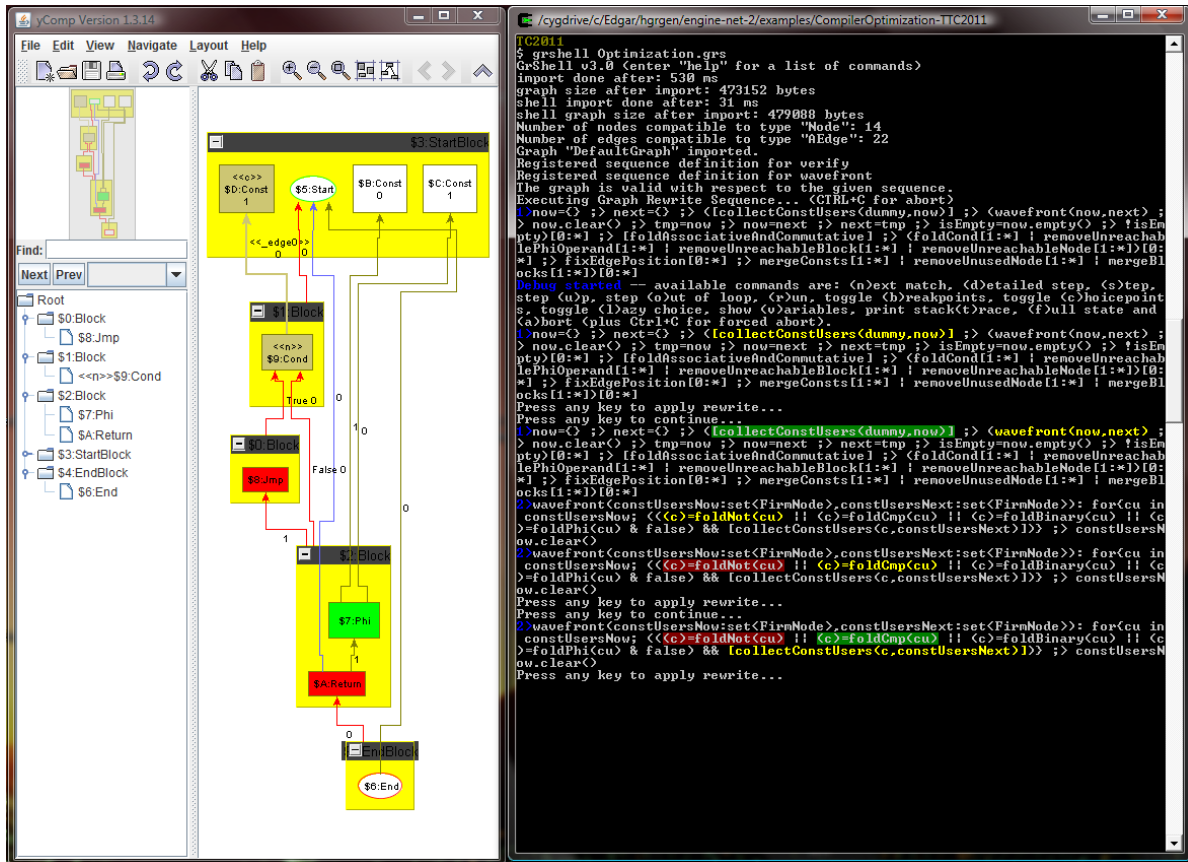 yComp Version 1.3.14
File Edit View Navigate Layout Help
Find:
Next Prev
Root
$0:Block
$8:Jmp
$1:Block
<<n>>$9:Cond
$2:Block
$7:Phi
$A:Return
$3:StartBlock
$4:EndBlock
$6:End
$3:StartBlock
<<c>>
$D:Const
1
$5:Start
$B:Const
0
$C:Const
1
<<_edge0>>
0
0
$1:Block
<<n>>
$9:Cond
True 0
0
1
0
$0:Block
$8:Jmp
False 0
0
1
$2:Block
$7:Phi
1
$A:Return
0
EndBlock
$6:End
/cygdrive/c/Edgar/hgrgen/engine-net-2/examples/CompilerOptimization-TTC2011
TC2011
$ grshell Optimization.grs
GrShell v3.0 (enter "help" for a list of commands)
import done after: 530 ms
graph size after import: 473152 bytes
shell import done after: 31 ms
shell graph size after import: 479088 bytes
Number of nodes compatible to type "Node": 14
Number of edges compatible to type "AEdge": 22
Graph "DefaultGraph" imported.
Registered sequence definition for verify
Registered sequence definition for wavefront
The graph is valid with respect to the given sequence.
Executing Graph Rewrite Sequence... (CTRL+C for abort)
1>now={} ;> next={} ;> ([collectConstUsers(dummy,now)] ;> (wavefront(now,next) ;
> now.clear() ;> tmp=now ;> now=next ;> next=tmp ;> isEmpty=now.empty() ;> !isEm
pty)[0:*] ;> [foldAssociativeAndCommutative] ;> (foldCond[1:*] | removeUnreachab
lePhiOperand[1:*] | removeUnreachableBlock[1:*] | removeUnreachableNode[1:*])[0:
*] ;> fixEdgePosition[0:*] ;> mergeConsts[1:*] | removeUnusedNode[1:*] | mergeBl
ocks[1:*])[0:*]
Debug started -- available commands are: (n)ext match, (d)etailed step, (s)tep,
step (u)p, step (o)ut of loop, (r)un, toggle (b)reakpoints, toggle (c)hoicepoint
s, toggle (l)azy choice, show (v)ariables, print stack(t)race, (f)ull state and
(a)bort (plus Ctrl+C for forced abort).
1>now={} ;> next={} ;> ([collectConstUsers(dummy,now)] ;> (wavefront(now,next) ;
> now.clear() ;> tmp=now ;> now=next ;> next=tmp ;> isEmpty=now.empty() ;> !isEm
pty)[0:*] ;> [foldAssociativeAndCommutative] ;> (foldCond[1:*] | removeUnreachab
lePhiOperand[1:*] | removeUnreachableBlock[1:*] | removeUnreachableNode[1:*])[0:
*] ;> fixEdgePosition[0:*] ;> mergeConsts[1:*] | removeUnusedNode[1:*] | mergeBl
ocks[1:*])[0:*]
Press any key to apply rewrite...
Press any key to continue...
1>now={} ;> next={} ;> ([collectConstUsers(dummy,now)] ;> (wavefront(now,next) ;
> now.clear() ;> tmp=now ;> now=next ;> next=tmp ;> isEmpty=now.empty() ;> !isEm
pty)[0:*] ;> [foldAssociativeAndCommutative] ;> (foldCond[1:*] | removeUnreachab
lePhiOperand[1:*] | removeUnreachableBlock[1:*] | removeUnreachableNode[1:*])[0:
*] ;> fixEdgePosition[0:*] ;> mergeConsts[1:*] | removeUnusedNode[1:*] | mergeBl
ocks[1:*])[0:*]
2>wavefront(constUsersNow:set<FirmNode>,constUsersNext:set<FirmNode>): for{cu in
constUsersNow; (((c)=foldNot(cu) || (c)=foldCmp(cu) || (c)=foldBinary(cu) || (c
)=foldPhi(cu) & false) && [collectConstUsers(c,constUsersNext)])} ;> constUsersN
ow.clear()
2>wavefront(constUsersNow:set<FirmNode>,constUsersNext:set<FirmNode>): for{cu in
constUsersNow; (((c)=foldNot(cu) || (c)=foldCmp(cu) || (c)=foldBinary(cu) || (c
)=foldPhi(cu) & false) && [collectConstUsers(c,constUsersNext)])} ;> constUsersN
ow.clear()
Press any key to apply rewrite...
Press any key to continue...
2>wavefront(constUsersNow:set<FirmNode>,constUsersNext:set<FirmNode>): for{cu in
constUsersNow; (((c)=foldNot(cu) || (c)=foldCmp(cu) || (c)=foldBinary(cu) || (c
)=foldPhi(cu) & false) && [collectConstUsers(c,constUsersNext)])} ;> constUsersN
ow.clear()
Press any key to apply rewrite...